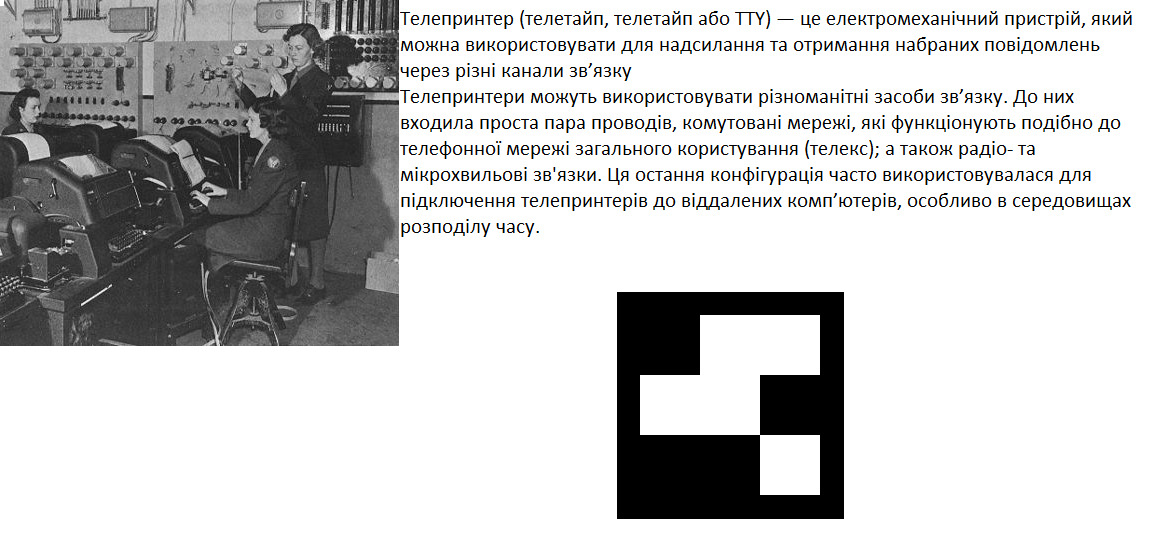 Телепринтер (телетайп, телетайп або TTY) — це електромеханічний пристрій, який
можна використовувати для надсилання та отримання набраних повідомлень
через різні канали зв’язку
Телепринтери можуть використовувати різноманітні засоби зв’язку. До них
входила проста пара проводів, комутовані мережі, які функціонують подібно до
телефонної мережі загального користування (телекс); а також радіо- та
мікрохвильові зв'язки. Ця остання конфігурація часто використовувалася для
підключення телепринтерів до віддалених комп’ютерів, особливо в середовищах
розподілу часу.